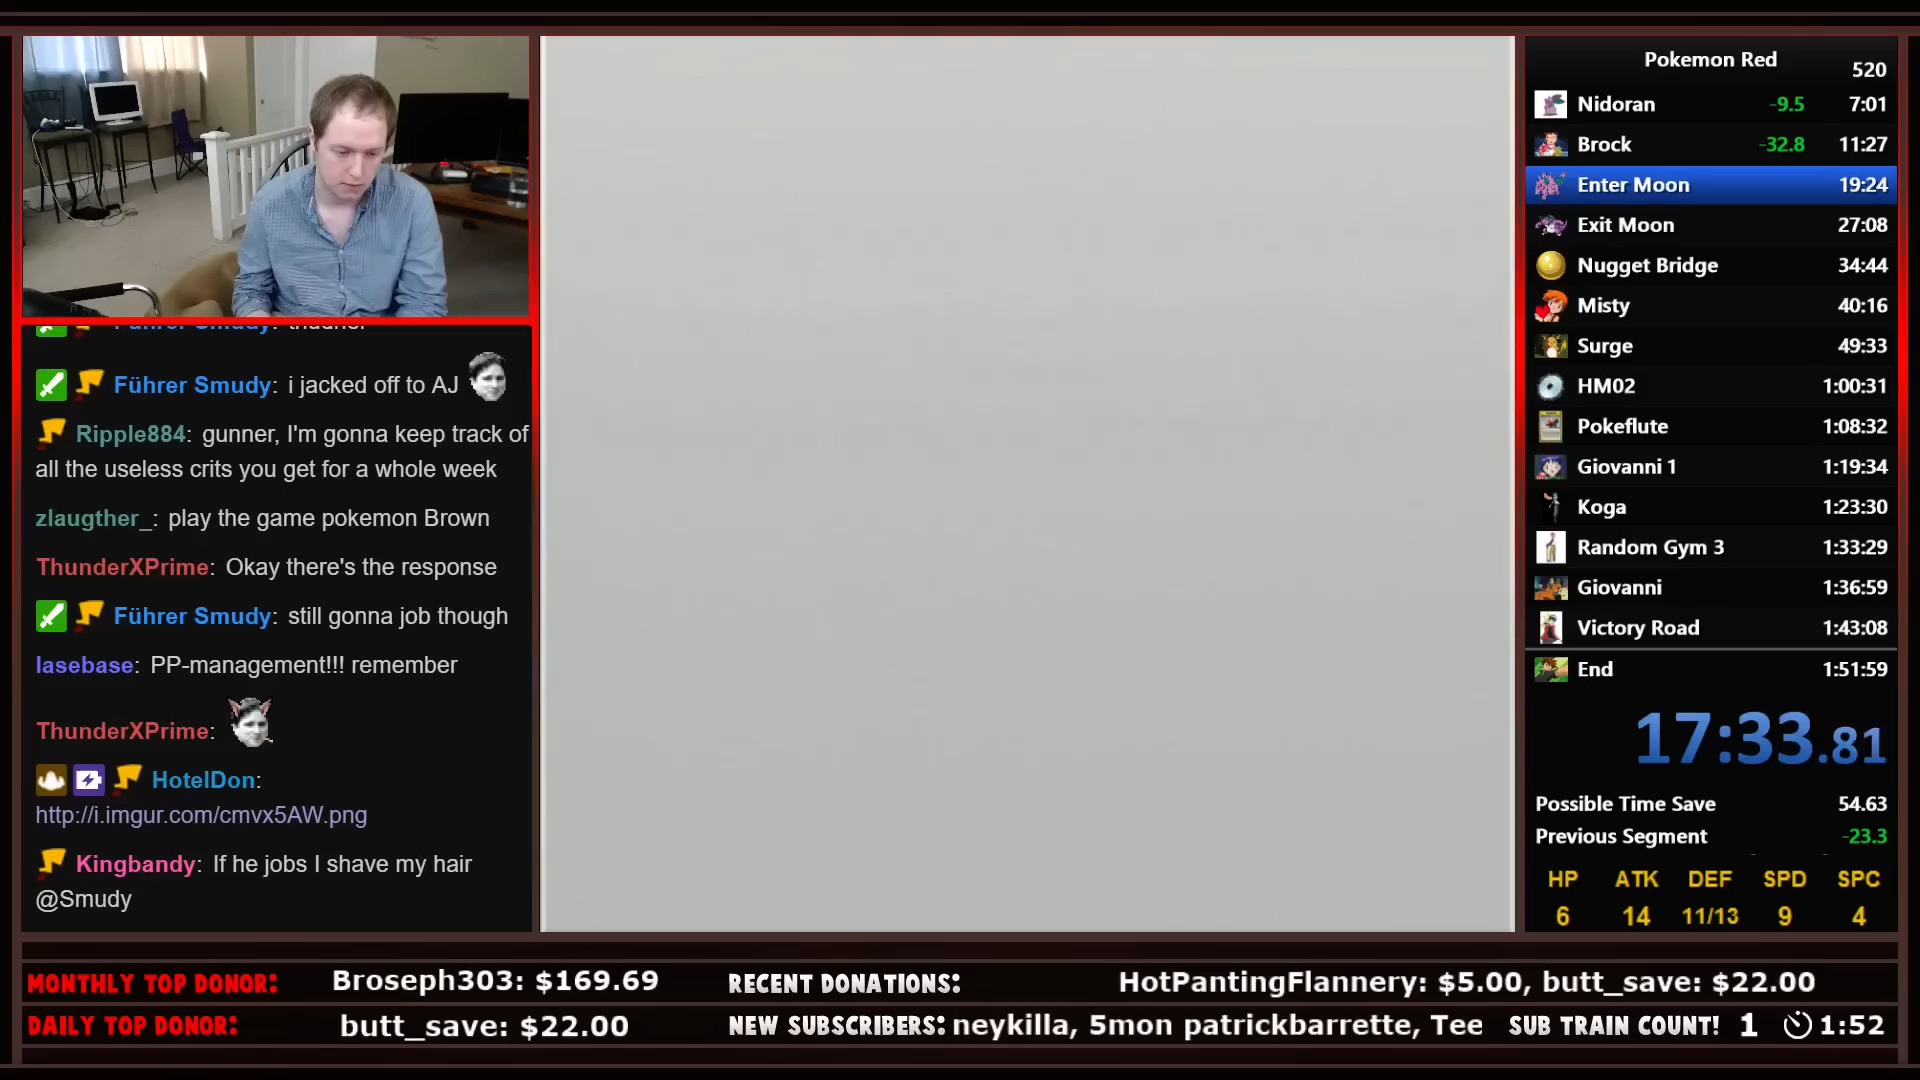 Führer Smudy: i jacked off to AJ
Ripple884: gunner, I'm gonna keep track of
all the useless crits you get for a whole week
zlaugther_: play the game pokemon Brown
ThunderXPrime: Okay there's the response
Führer Smudy: still gonna job though
lasebase: PP-management!!! remember
ThunderXPrime:
HotelDon:
http://i.imgur.com/cmvx5AW.png
Kingbandy: If he jobs I shave my hair
@Smudy
Pokemon Red 520
Nidoran -9.5 7:01
Brock -32.8 11:27
Enter Moon 19:24
Exit Moon 27:08
Nugget Bridge 34:44
Misty 40:16
Surge 49:33
HM02 1:00:31
Pokeflute 1:08:32
Giovanni 1 1:19:34
Koga 1:23:30
Random Gym 3 1:33:29
Giovanni 1:36:59
Victory Road 1:43:08
End 1:51:59
17:33.81
Possible Time Save 54.63
Previous Segment -23.3
HP ATK DEF SPD SPC
6 14 11/13 9 4
MONTHLY TOP DONOR: Broseph303: $169.69 RECENT DONATIONS: HotPantingFlannery: $5.00, butt_save: $22.00
DAILY TOP DONOR: butt_save: $22.00 NEW SUBSCRIBERS: neykilla, 5mon patrickbarrette, Tee SUB TRAIN COUNT! 1 1:52